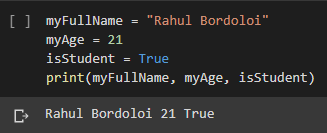 [ ] myFullName = "Rahul Bordoloi"
myAge = 21
isStudent = True
print(myFullName, myAge, isStudent)
Rahul Bordoloi 21 True